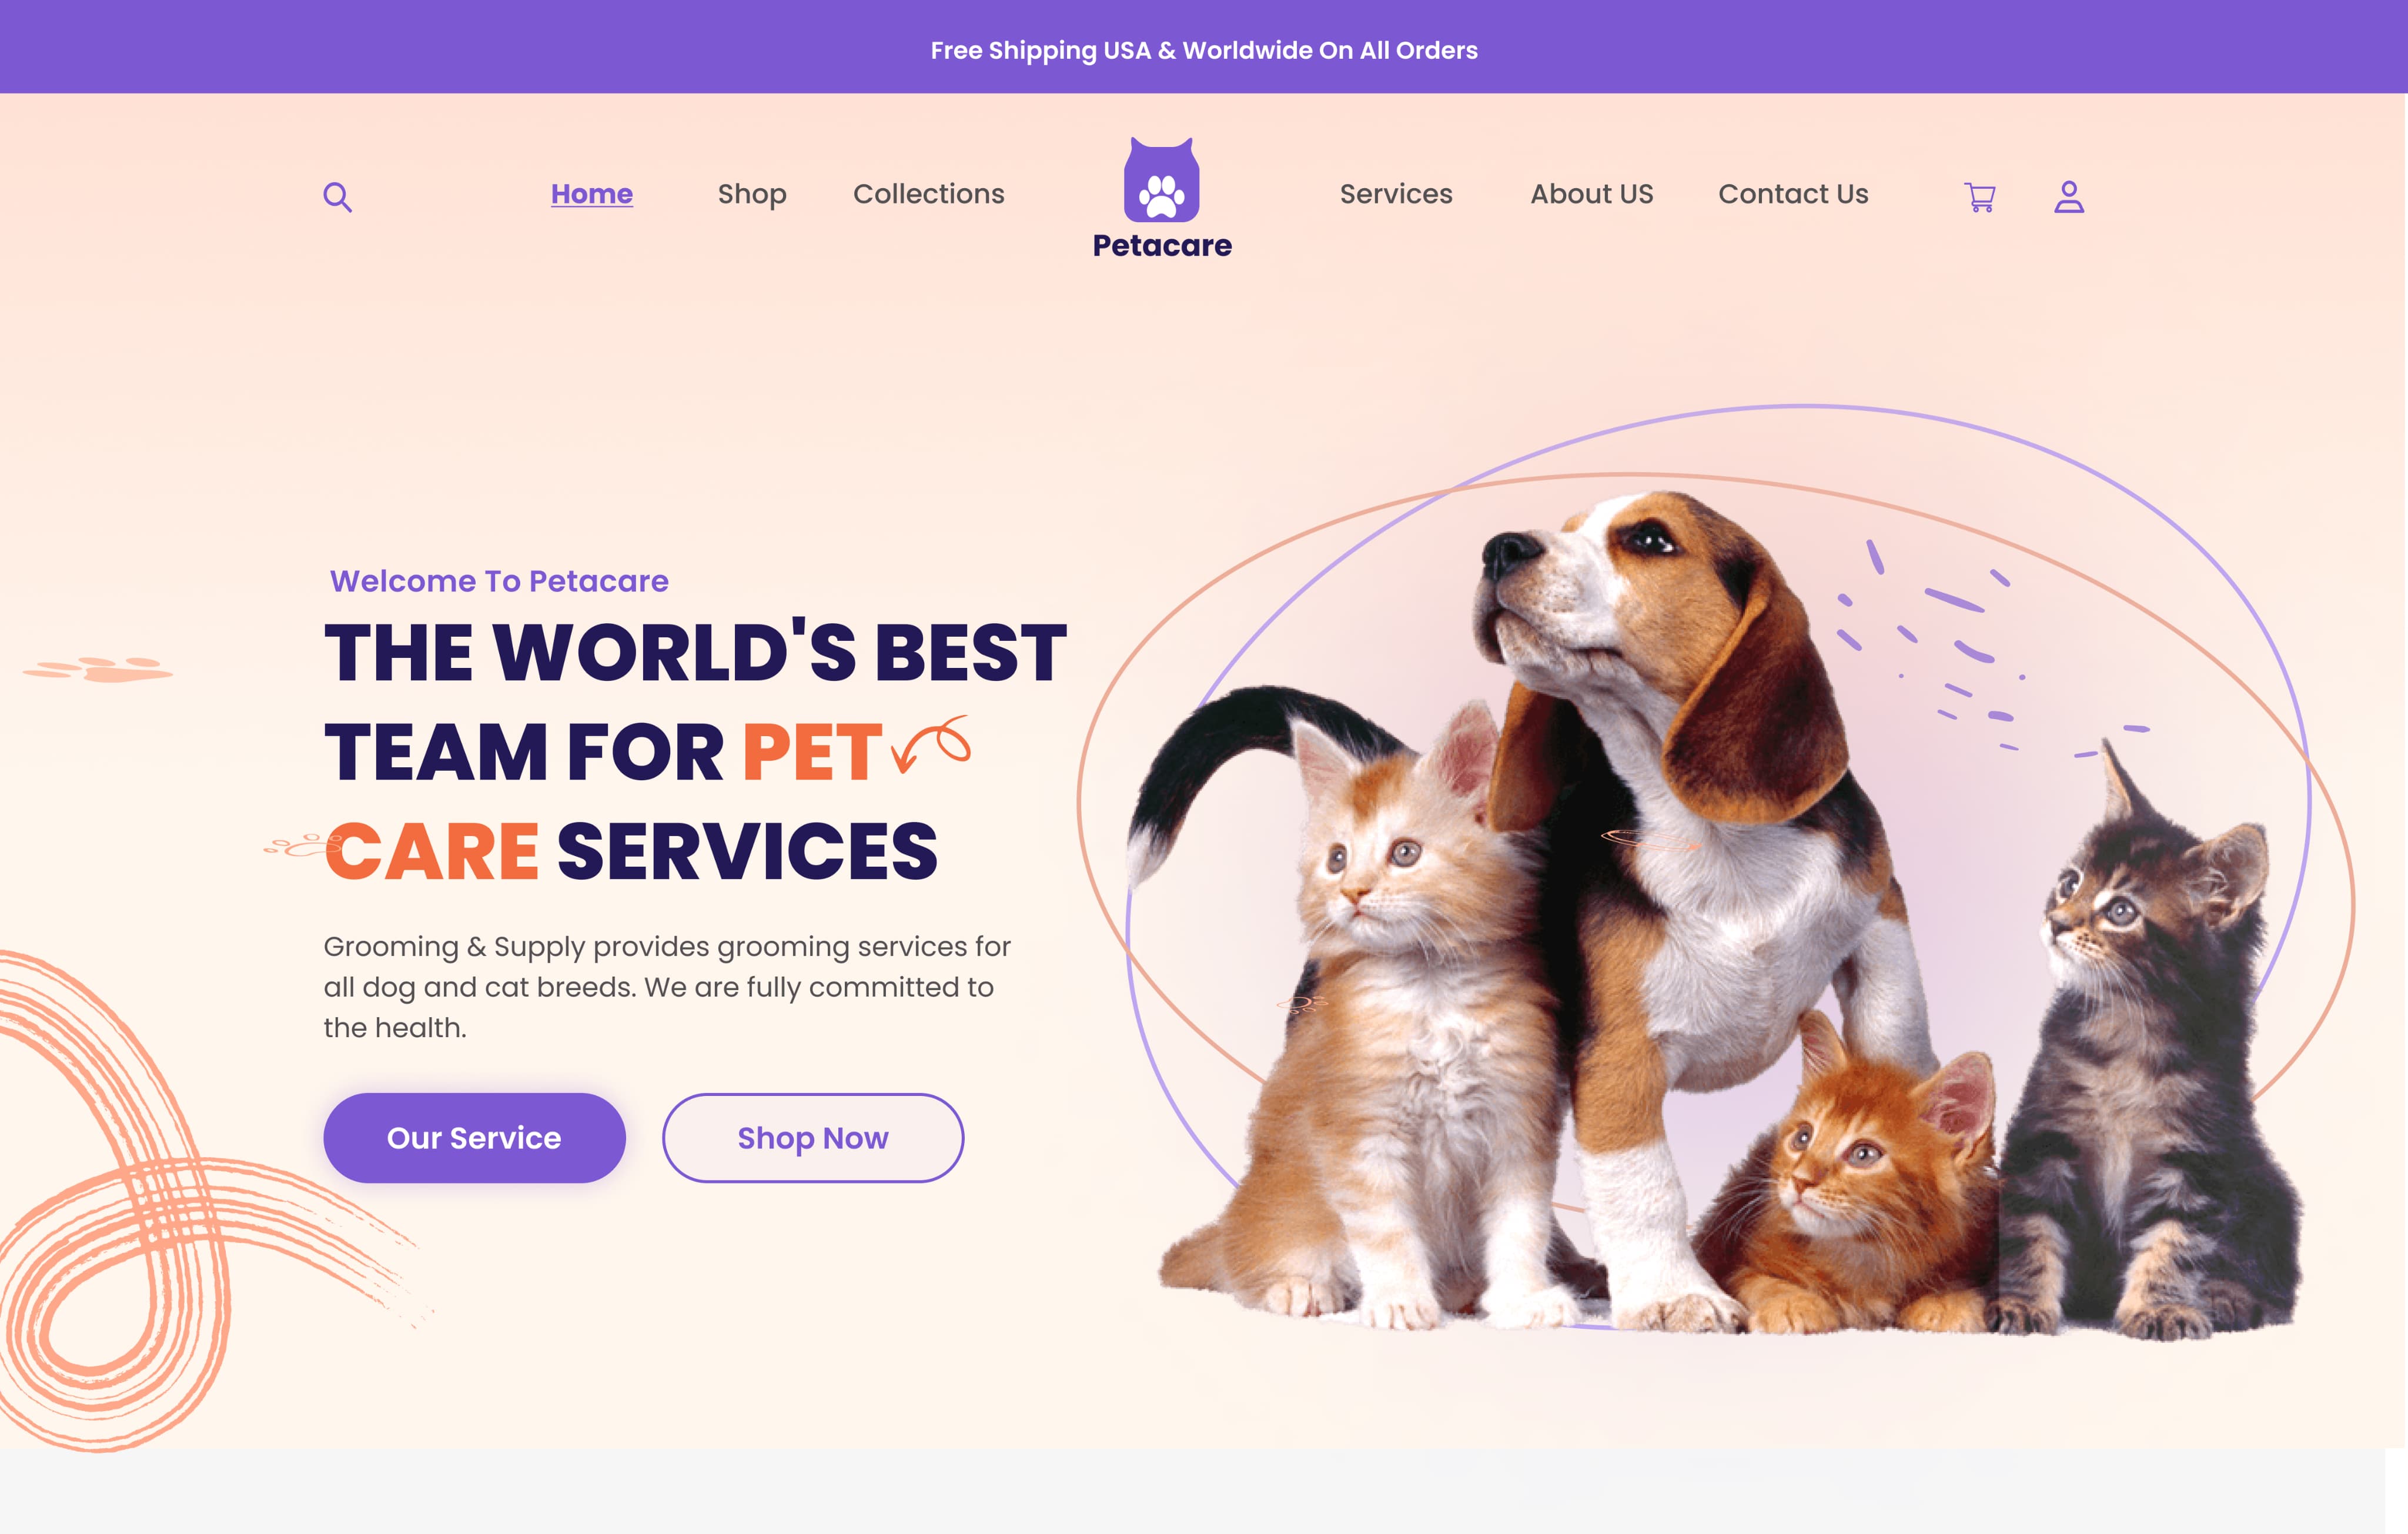 Free Shipping USA & Worldwide On All Orders
Home
Shop
Collections
Petacare
Services
About US
Contact Us
Welcome To Petacare
THE WORLD'S BEST
TEAM FOR PET
CARE SERVICES
Grooming & Supply provides grooming services for
all dog and cat breeds. We are fully committed to
the health.
Our Service
Shop Now